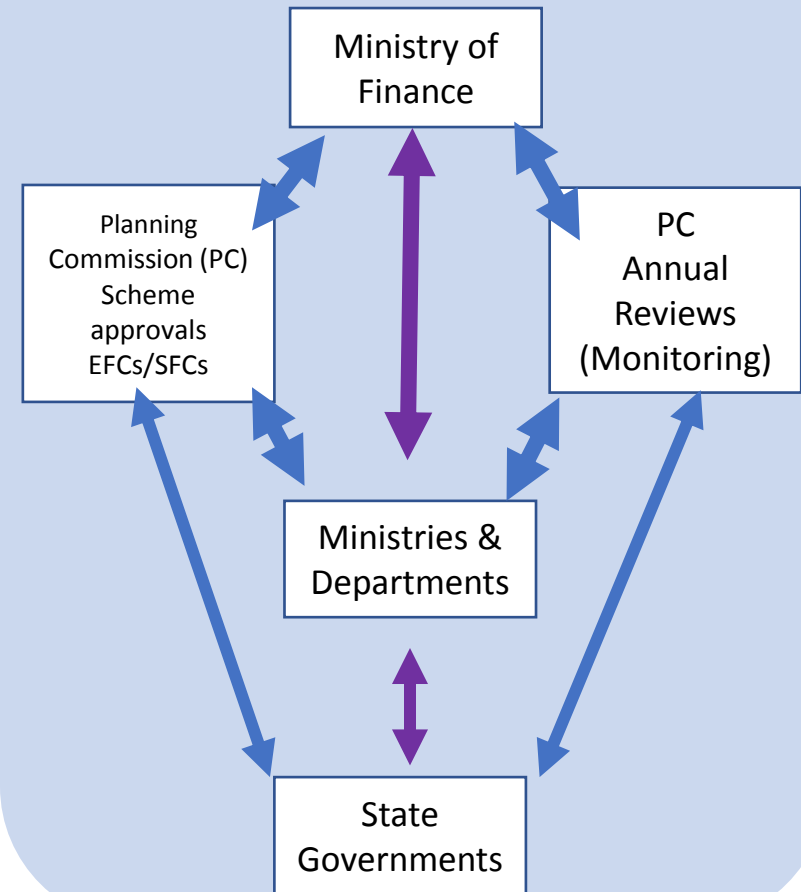 Ministry of
Finance
Planning
Commission (PC)
Scheme
approvals
EFCs/SFCs
PC
Annual
Reviews
(Monitoring)
Ministries &
Departments
State
Governments